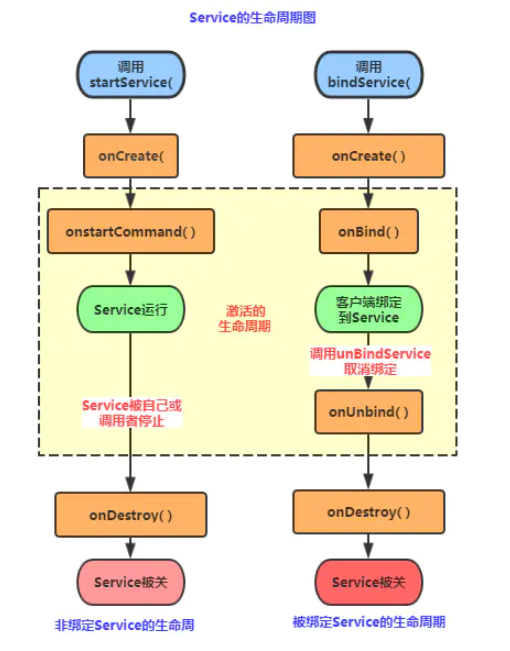 Service的生命周期图
调用
startService(
onCreate(
onstartCommand( )
Service运行
Service被自己或
调用者停止
onDestroy( )
Service被关
非绑定Service的生命周
调用
bindService(
onCreate( )
onBind( )
客户端绑定
到Service
调用unBindService
取消绑定
onUnbind( )
onDestroy( )
Service被关
被绑定Service的生命周期
激活的
生命周期